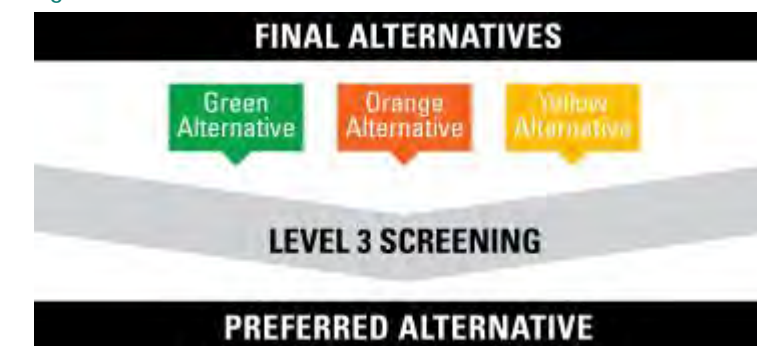 FINAL ALTERNATIVES
Green
Alternative
Orange
Alternative
Yellow
Alternative
LEVEL 3 SCREENING
PREFERRED ALTERNATIVE